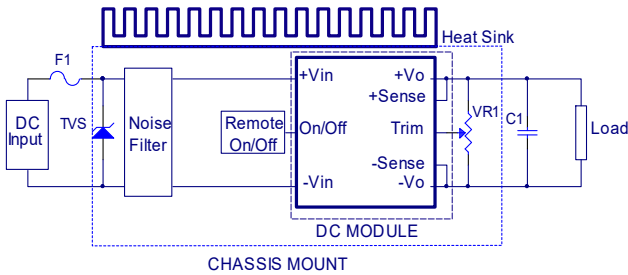 Heat Sink
F1
+Vin
+Vo
+Sense
DC
Input
TVS
Noise
Filter
Remote
On/Off
On/Off
Trim
VR1
C1
Load
-Sense
-Vin
-Vo
DC MODULE
CHASSIS MOUNT